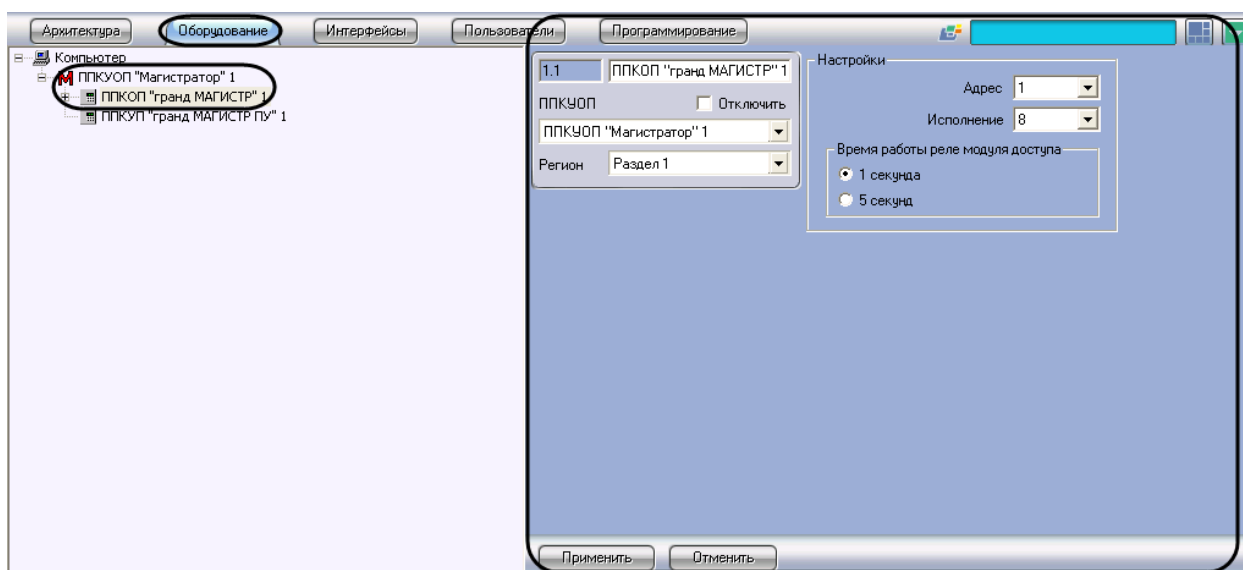 Архитектура Оборудование Интерфейсы Пользователи Программирование
Компьютер
ППКУОП "Магистратор" 1
ППКОП "гранд МАГИСТР" 1
ППКУП "гранд МАГИСТР ПУ" 1
1.1 ППКОП "гранд МАГИСТР" 1
ППКУОП Отключить
ППКУОП "Магистратор" 1
Регион Раздел 1
Настройки
Адрес 1
Исполнение 8
Время работы реле модуля доступа
1 секунда
5 секунд
Применить Отменить